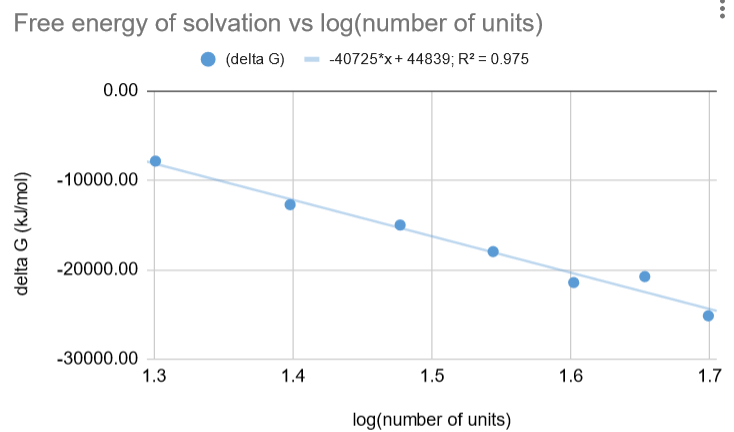 Free energy of solvation vs log(number of units)
(delta G) -40725*x + 44839; R² = 0.975
0.00
-10000.00
-20000.00
-30000.00
delta G (kJ/mol)
1.3 1.4 1.5 1.6 1.7
log(number of units)